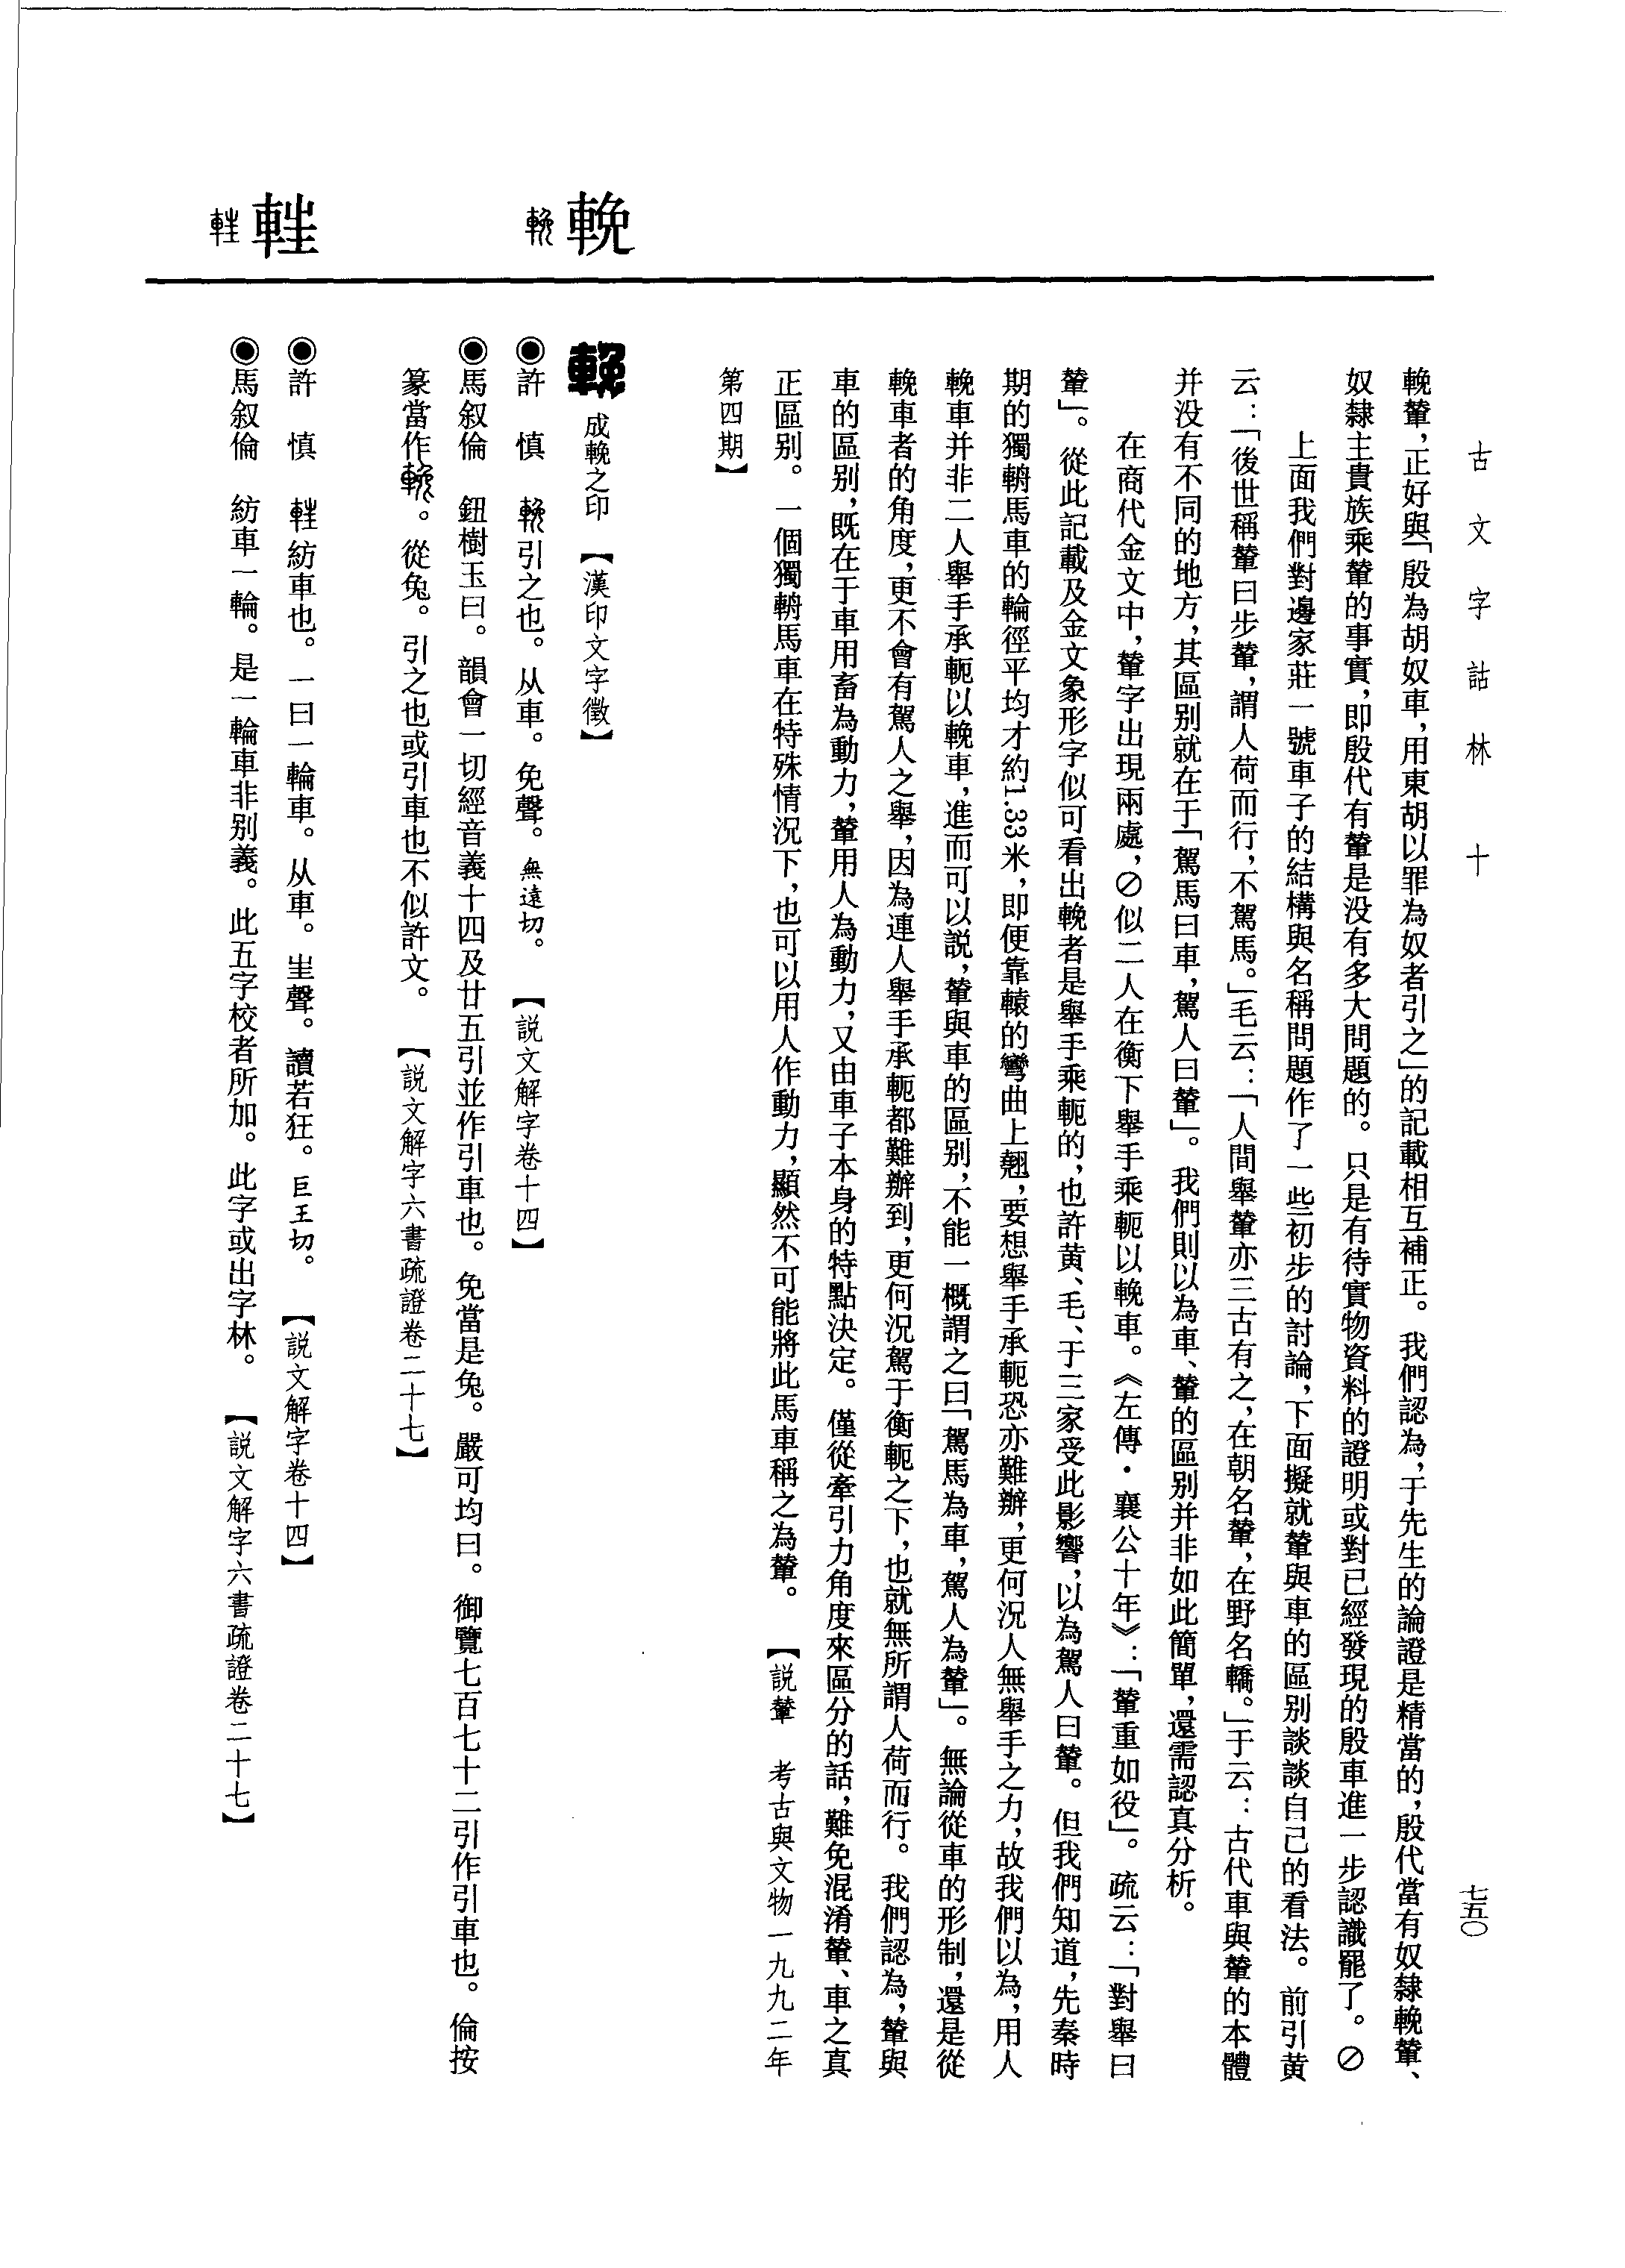 古文字詁林 十
七五〇
輓輦，正好與「殷為胡奴車，用東胡以罪為奴者引之」的記載相互補正。我們認為，于先生的論證是精當的，殷代當有奴隸輓輦、
奴隸主貴族乘輦的事實，即殷代有輦是没有多大問題的。只是有待實物資料的證明或對已經發現的殷車進一步認識罷了。⊘
上面我們對邊家莊一號車子的結構與名稱問題作了一些初步的討論，下面擬就輦與車的區别談談自己的看法。前引黄
云：「後世稱輦曰步輦，謂人荷而行，不駕馬。」毛云：「人間舉輦亦三古有之，在朝名輦，在野名轎。」于云：古代車與輦的本體
并没有不同的地方，其區别就在于「駕馬曰車，駕人曰輦」。我們則以為車、輦的區别并非如此簡單，還需認真分析。
在商代金文中，輦字出現兩處，⊘似二人在衡下舉手乘軛以輓車。《左傳·襄公十年》：「輦重如役」。疏云：「對舉曰
輦」。從此記載及金文象形字似可看出輓者是舉手乘軛的，也許黄、毛、于三家受此影響，以為駕人曰輦。但我們知道，先秦時
期的獨輈馬車的輪徑平均才約1.33米，即便靠轅的彎曲上翹，要想舉手承軛恐亦難辦，更何況人無舉手之力，故我們以為，用人
輓車并非二人舉手承軛以輓車，進而可以説，輦與車的區别，不能一概謂之曰「駕馬為車，駕人為輦」。無論從車的形制，還是從
輓車者的角度，更不會有駕人之舉，因為連人舉手承軛都難辦到，更何況駕于衡軛之下，也就無所謂人荷而行。我們認為，輦與
車的區别，既在于車用畜為動力，輦用人為動力，又由車子本身的特點決定。僅從牽引力角度來區分的話，難免混淆輦、車之真
正區别。一個獨輈馬車在特殊情況下，也可以用人作動力，顯然不可能將此馬車稱之為輦。 【説輦 考古與文物一九九二年
第四期】
輓
輓 成輓之印 【漢印文字徵】
◉許 慎 輓引之也。从車。免聲。無遠切。 【説文解字卷十四】
◉馬叙倫 鈕樹玉曰。韻會一切經音義十四及廿五引並作引車也。免當是兔。嚴可均曰。御覽七百七十二引作引車也。倫按
篆當作輓。從兔。引之也或引車也不似許文。 【説文解字六書疏證卷二十七】
軖
◉許 慎 軖紡車也。一曰一輪車。从車。㞷聲。讀若狂。巨王切。 【説文解字卷十四】
◉馬叙倫 紡車一輪。是一輪車非别義。此五字校者所加。此字或出字林。 【説文解字六書疏證卷二十七】